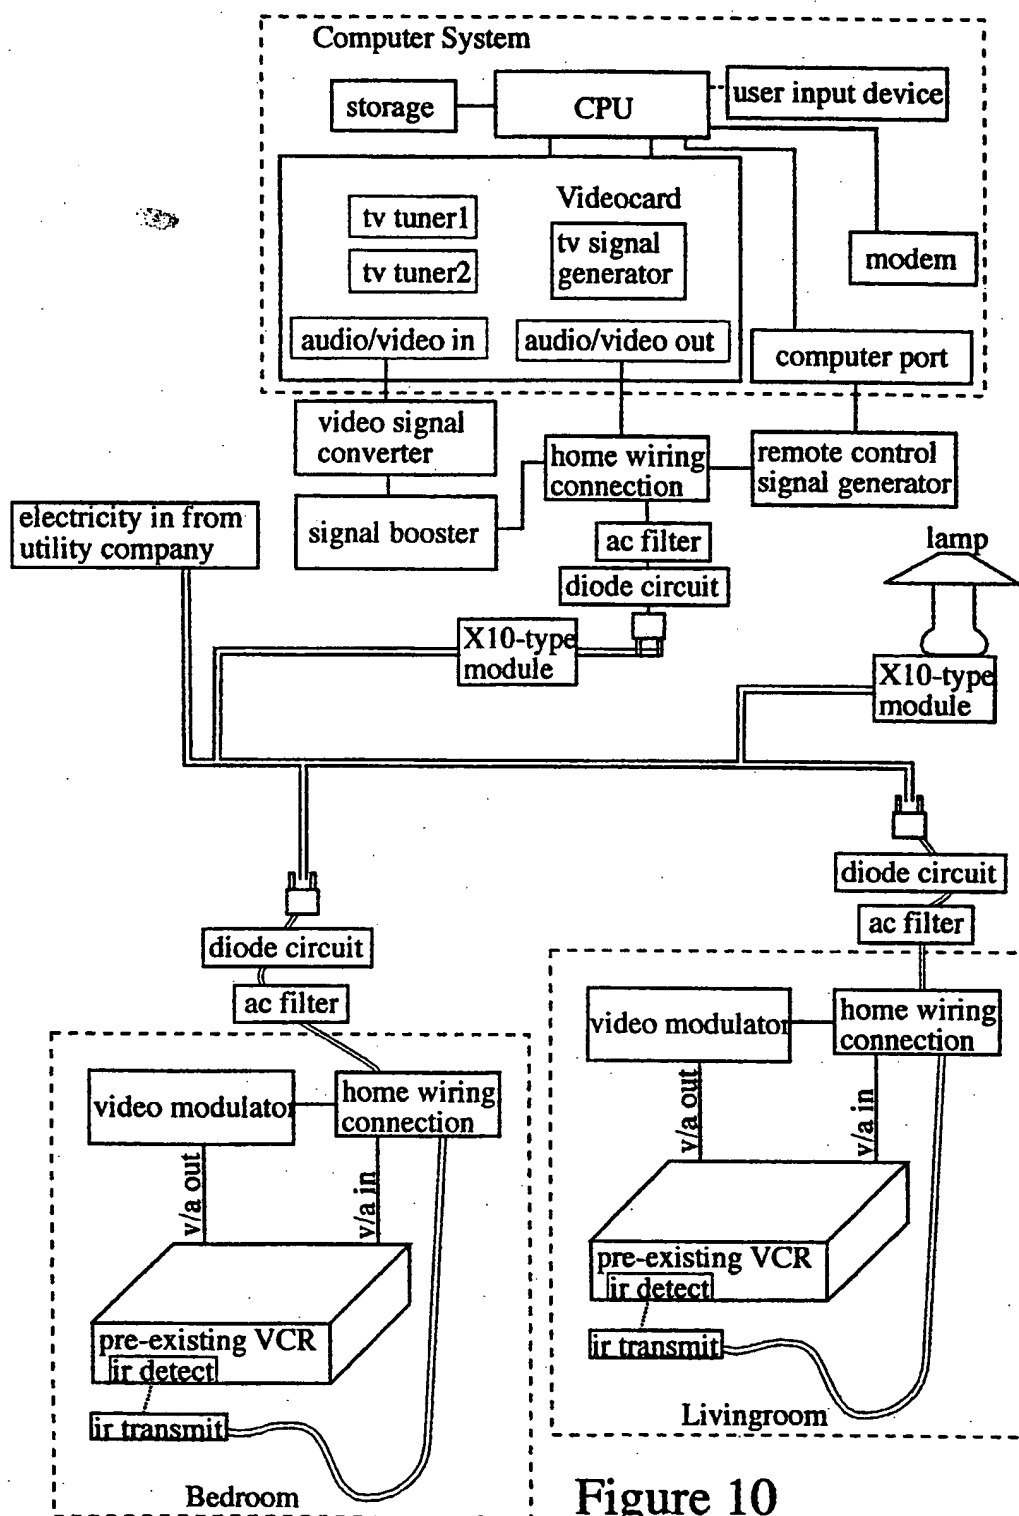 Computer System
storage
CPU
user input device
Videocard
tv tuner1
tv signal
generator
tv tuner2
modem
audio/video in
audio/video out
computer port
video signal
converter
home wiring
connection
remote control
signal generator
electricity in from
utility company
signal booster
ac filter
lamp
diode circuit
X10-type
module
X10-type
module
diode circuit
ac filter
diode circuit
ac filter
video modulator
home wiring
connection
v/a out
v/a in
video modulator
home wiring
connection
v/a out
v/a in
pre-existing VCR
ir detect
ir transmit
pre-existing VCR
ir detect
ir transmit
Livingroom
Bedroom
Figure 10